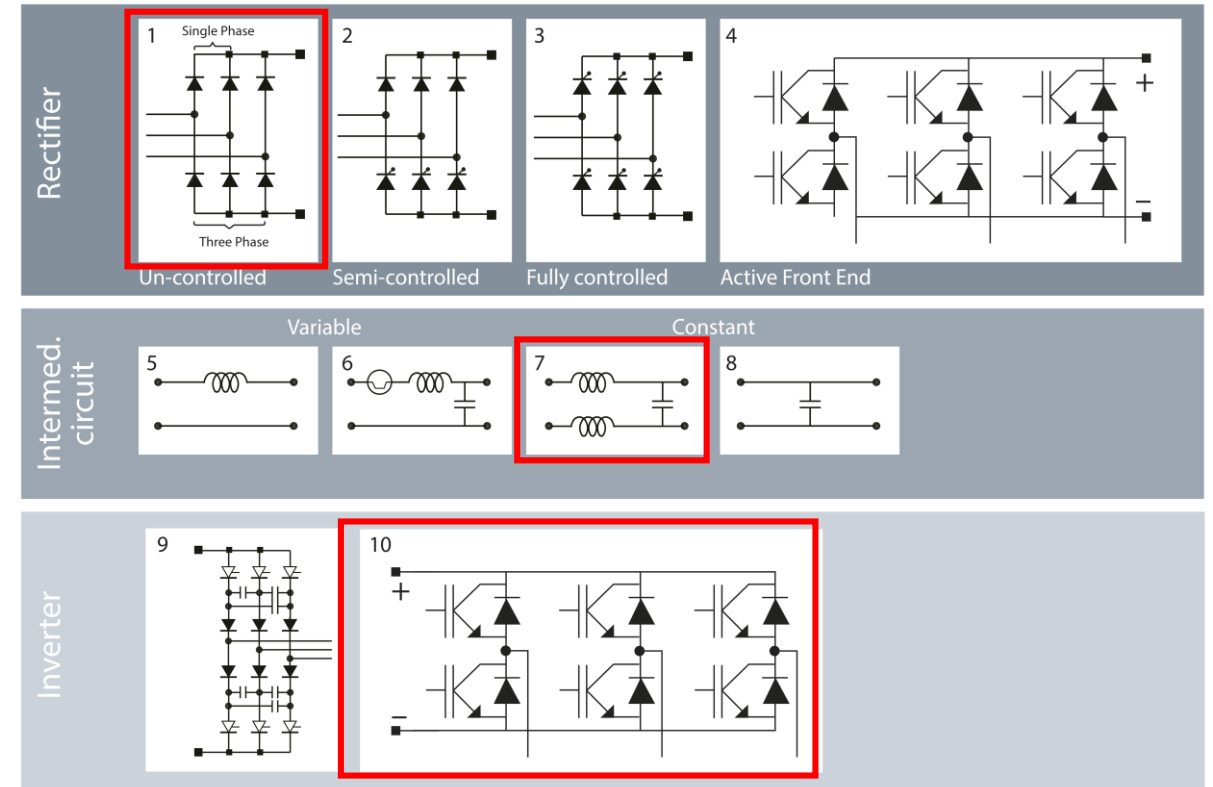 Rectifier
1
Single Phase
Three Phase
Un-controlled
2
Semi-controlled
3
Fully controlled
4
+
−
Active Front End
Intermed.
circuit
Variable
Constant
5
6
7
8
Inverter
9
10
+
−